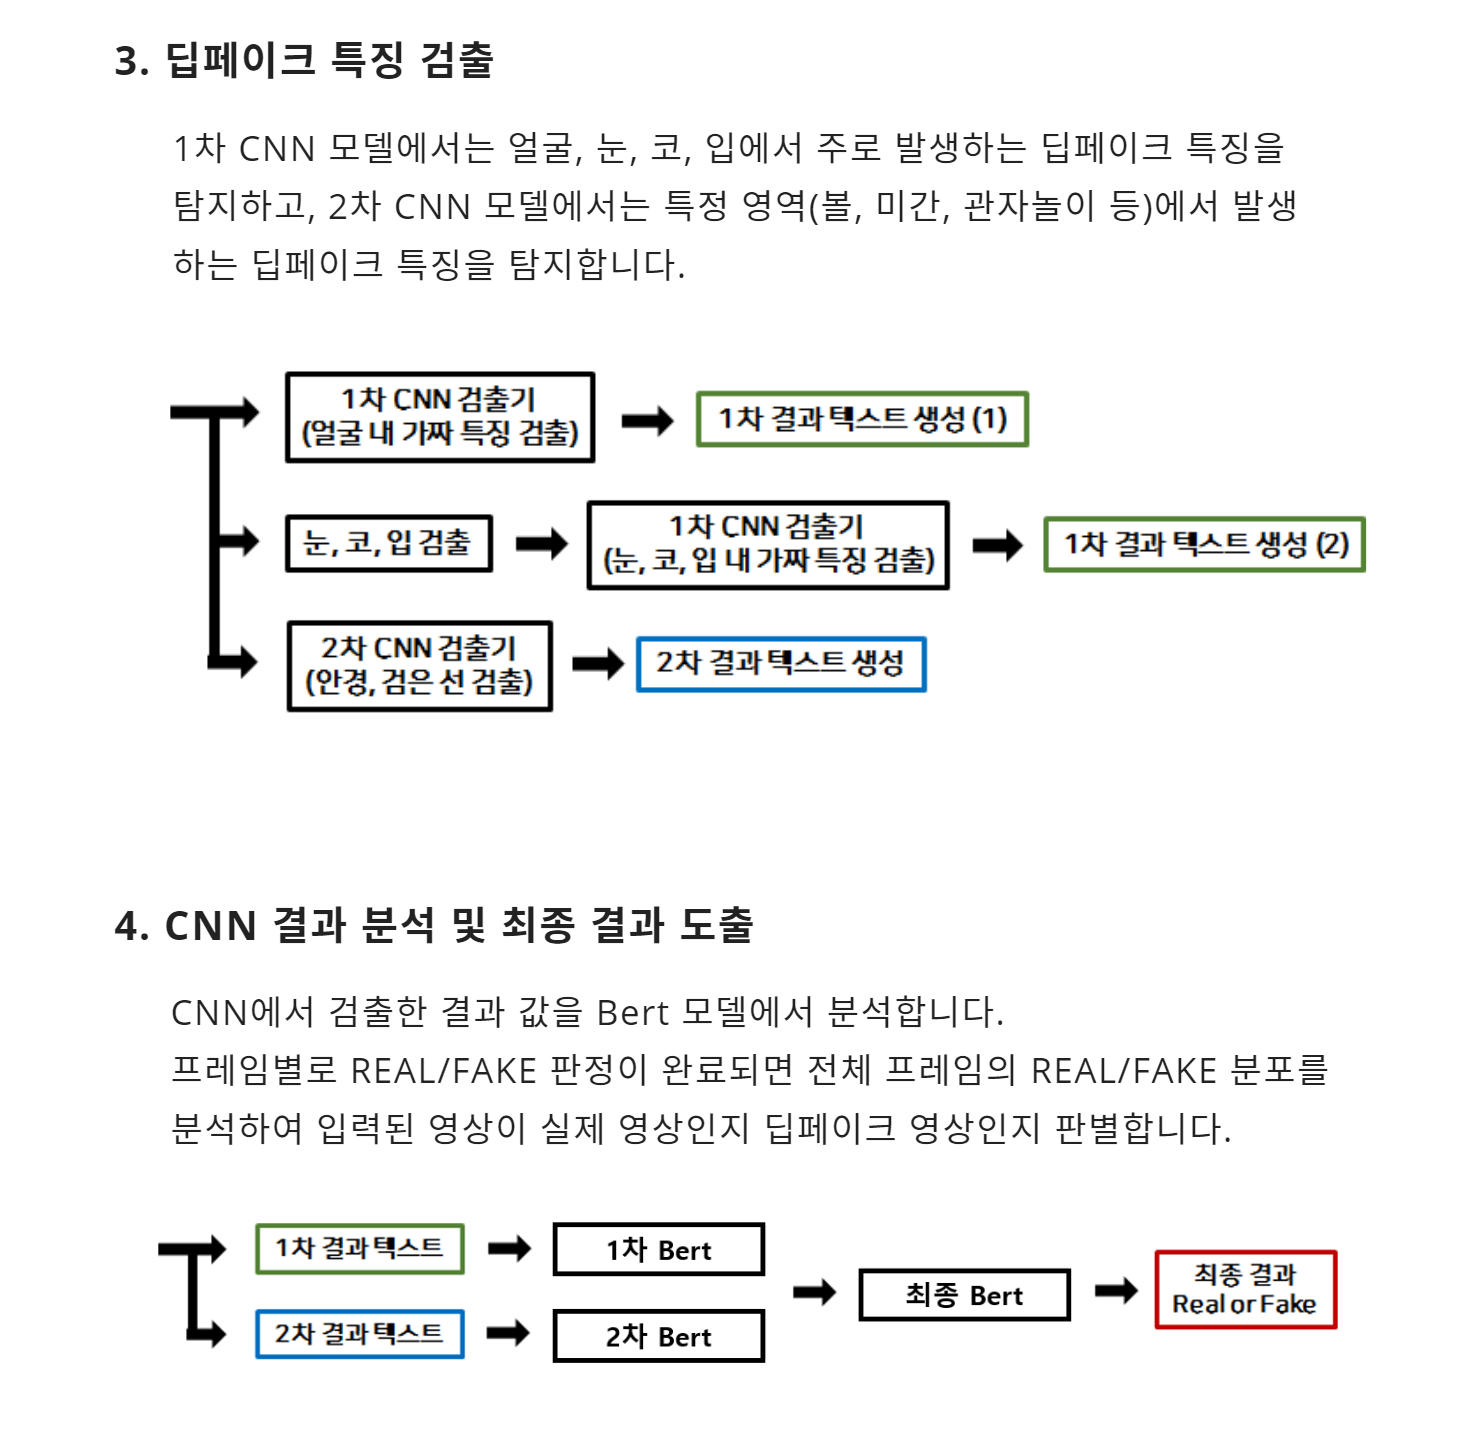 3. 딥페이크 특징 검출
1차 CNN 모델에서는 얼굴, 눈, 코, 입에서 주로 발생하는 딥페이크 특징을
탐지하고, 2차 CNN 모델에서는 특정 영역(볼, 미간, 관자놀이 등)에서 발생
하는 딥페이크 특징을 탐지합니다.
1차 CNN 검출기
(얼굴 내 가짜 특징 검출)
1차 결과 텍스트 생성 (1)
눈, 코, 입 검출
1차 CNN 검출기
(눈, 코, 입 내 가짜 특징 검출)
1차 결과 텍스트 생성 (2)
2차 CNN 검출기
(안경, 검은 선 검출)
2차 결과 텍스트 생성
4. CNN 결과 분석 및 최종 결과 도출
CNN에서 검출한 결과 값을 Bert 모델에서 분석합니다.
프레임별로 REAL/FAKE 판정이 완료되면 전체 프레임의 REAL/FAKE 분포를
분석하여 입력된 영상이 실제 영상인지 딥페이크 영상인지 판별합니다.
1차 결과 텍스트
1차 Bert
2차 결과 텍스트
2차 Bert
최종 Bert
최종 결과
Real or Fake